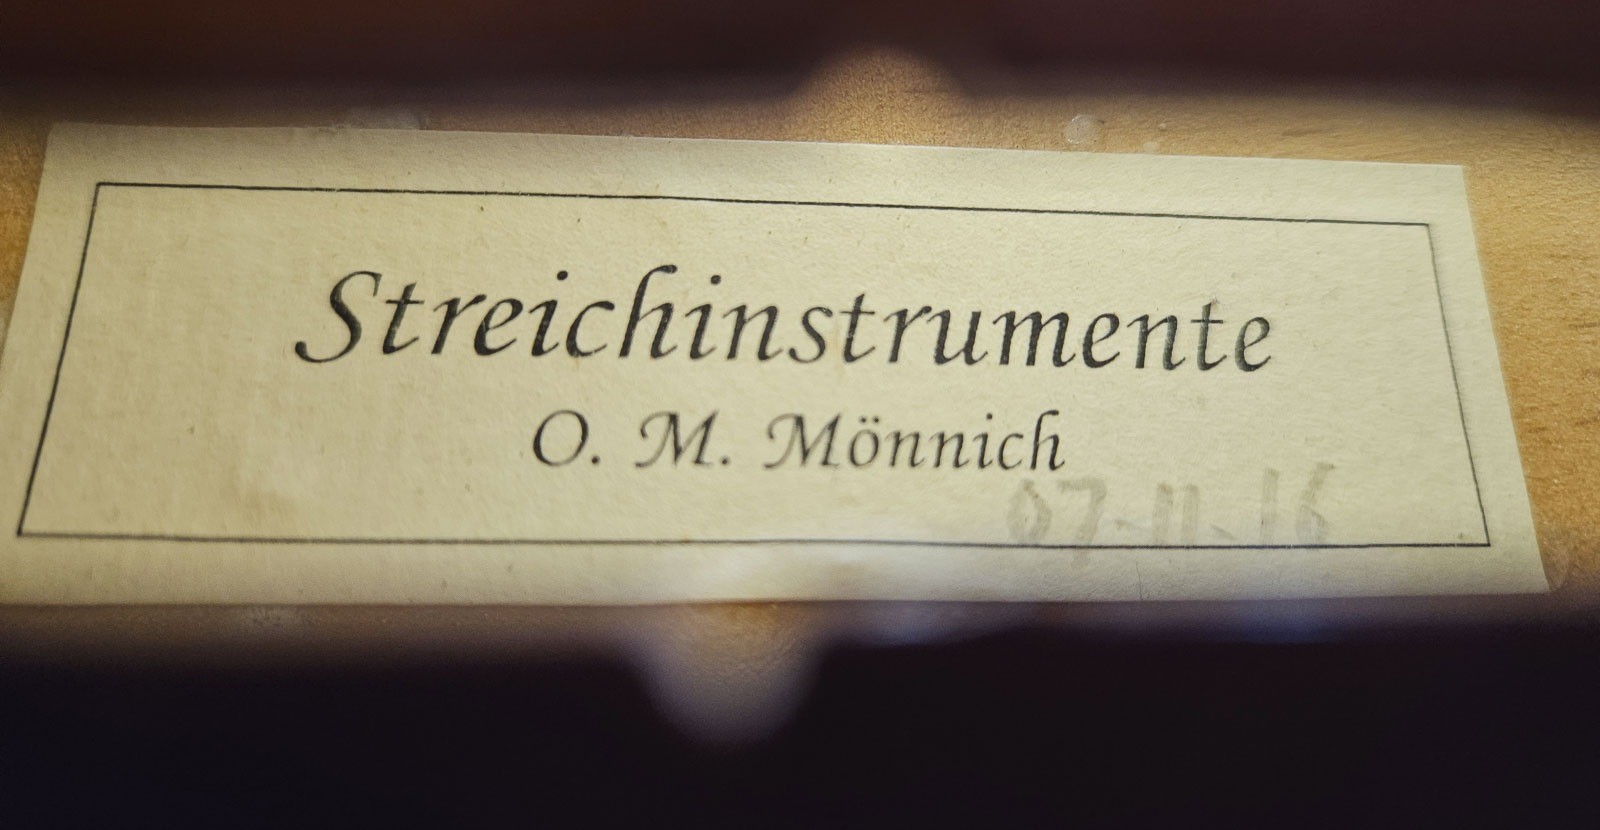 Streichinstrumente
O. M. Mönnich
07-11-16